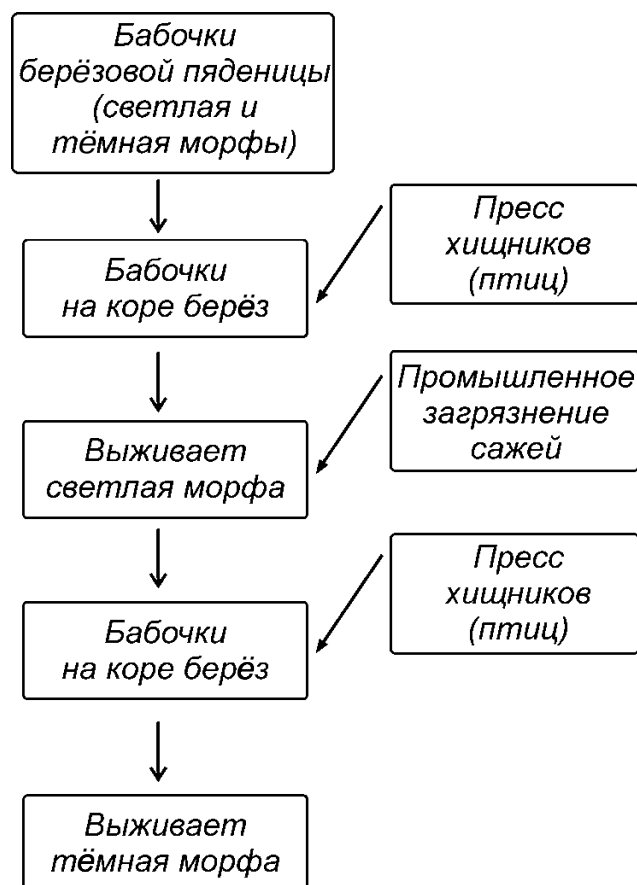 Бабочки
берёзовой пяденицы
(светлая и
тёмная морфы)
Пресс
хищников
(птиц)
Бабочки
на коре берёз
Промышленное
загрязнение
сажей
Выживает
светлая морфа
Пресс
хищников
(птиц)
Бабочки
на коре берёз
Выживает
тёмная морфа